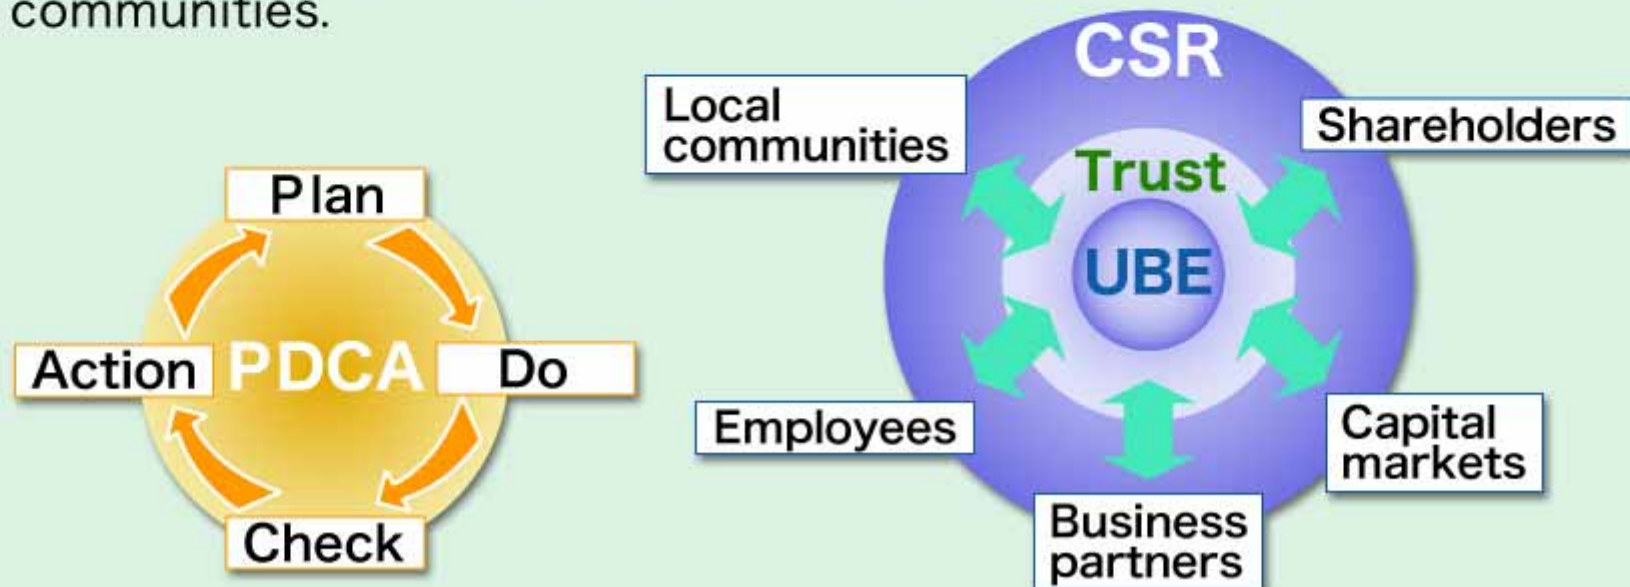 communities.
Plan
Action
PDCA
Do
Check
CSR
Local
communities
Shareholders
Trust
UBE
Employees
Capital
markets
Business
partners